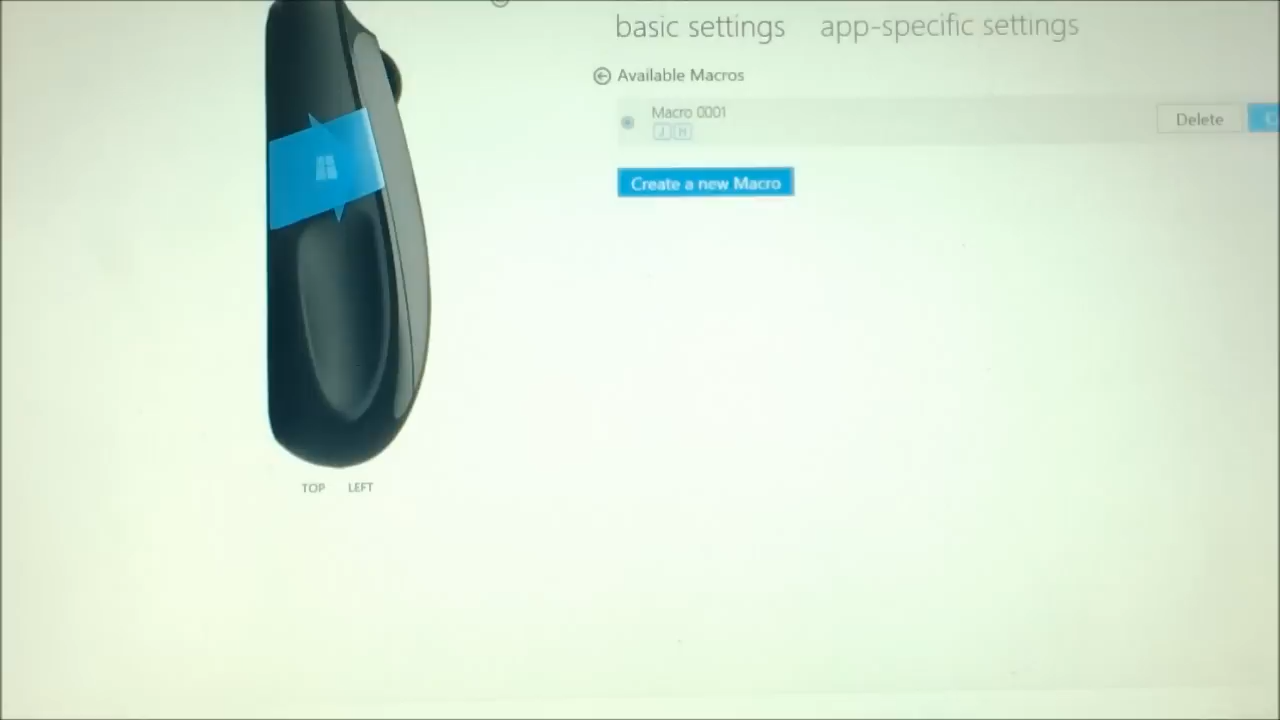 basic settings app-specific settings
Available Macros
Macro 0001
Delete
Create a new Macro
TOP LEFT